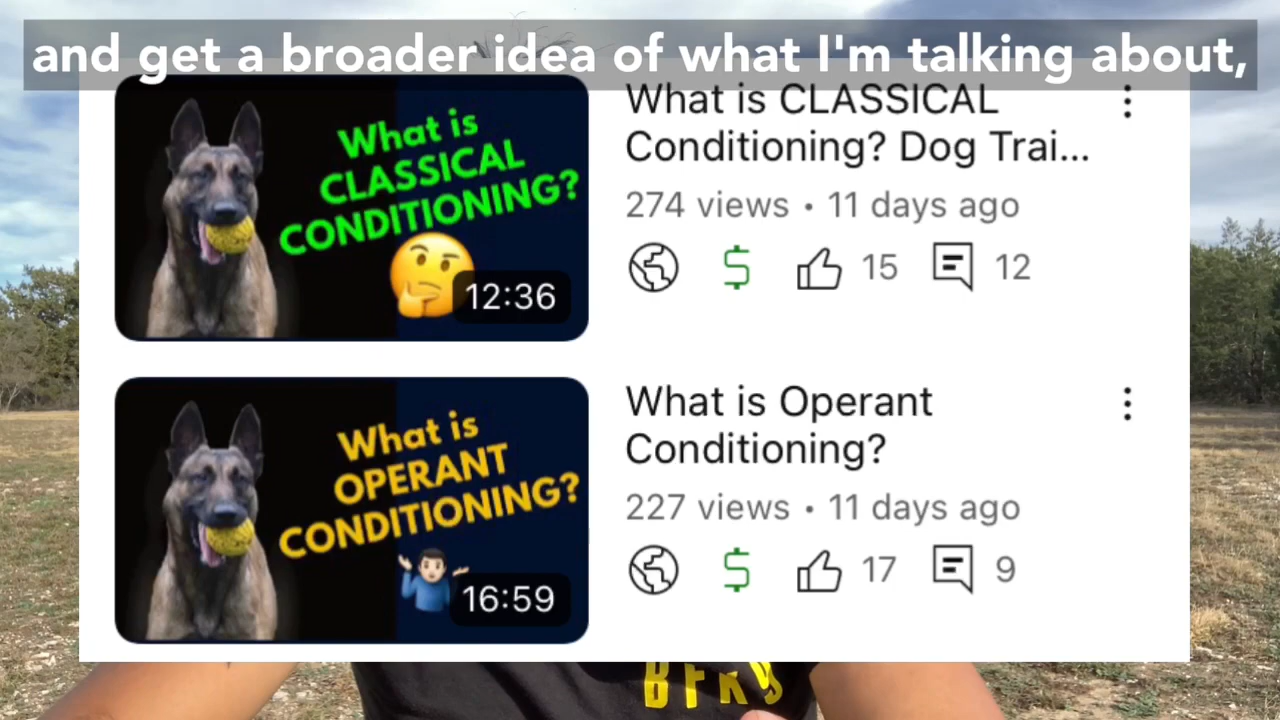 and get a broader idea of what I'm talking about,
What is
CLASSICAL
CONDITIONING?
12:36
What is CLASSICAL
Conditioning? Dog Trai...
274 views • 11 days ago
15
12
What is
OPERANT
CONDITIONING?
16:59
What is Operant
Conditioning?
227 views • 11 days ago
17
9